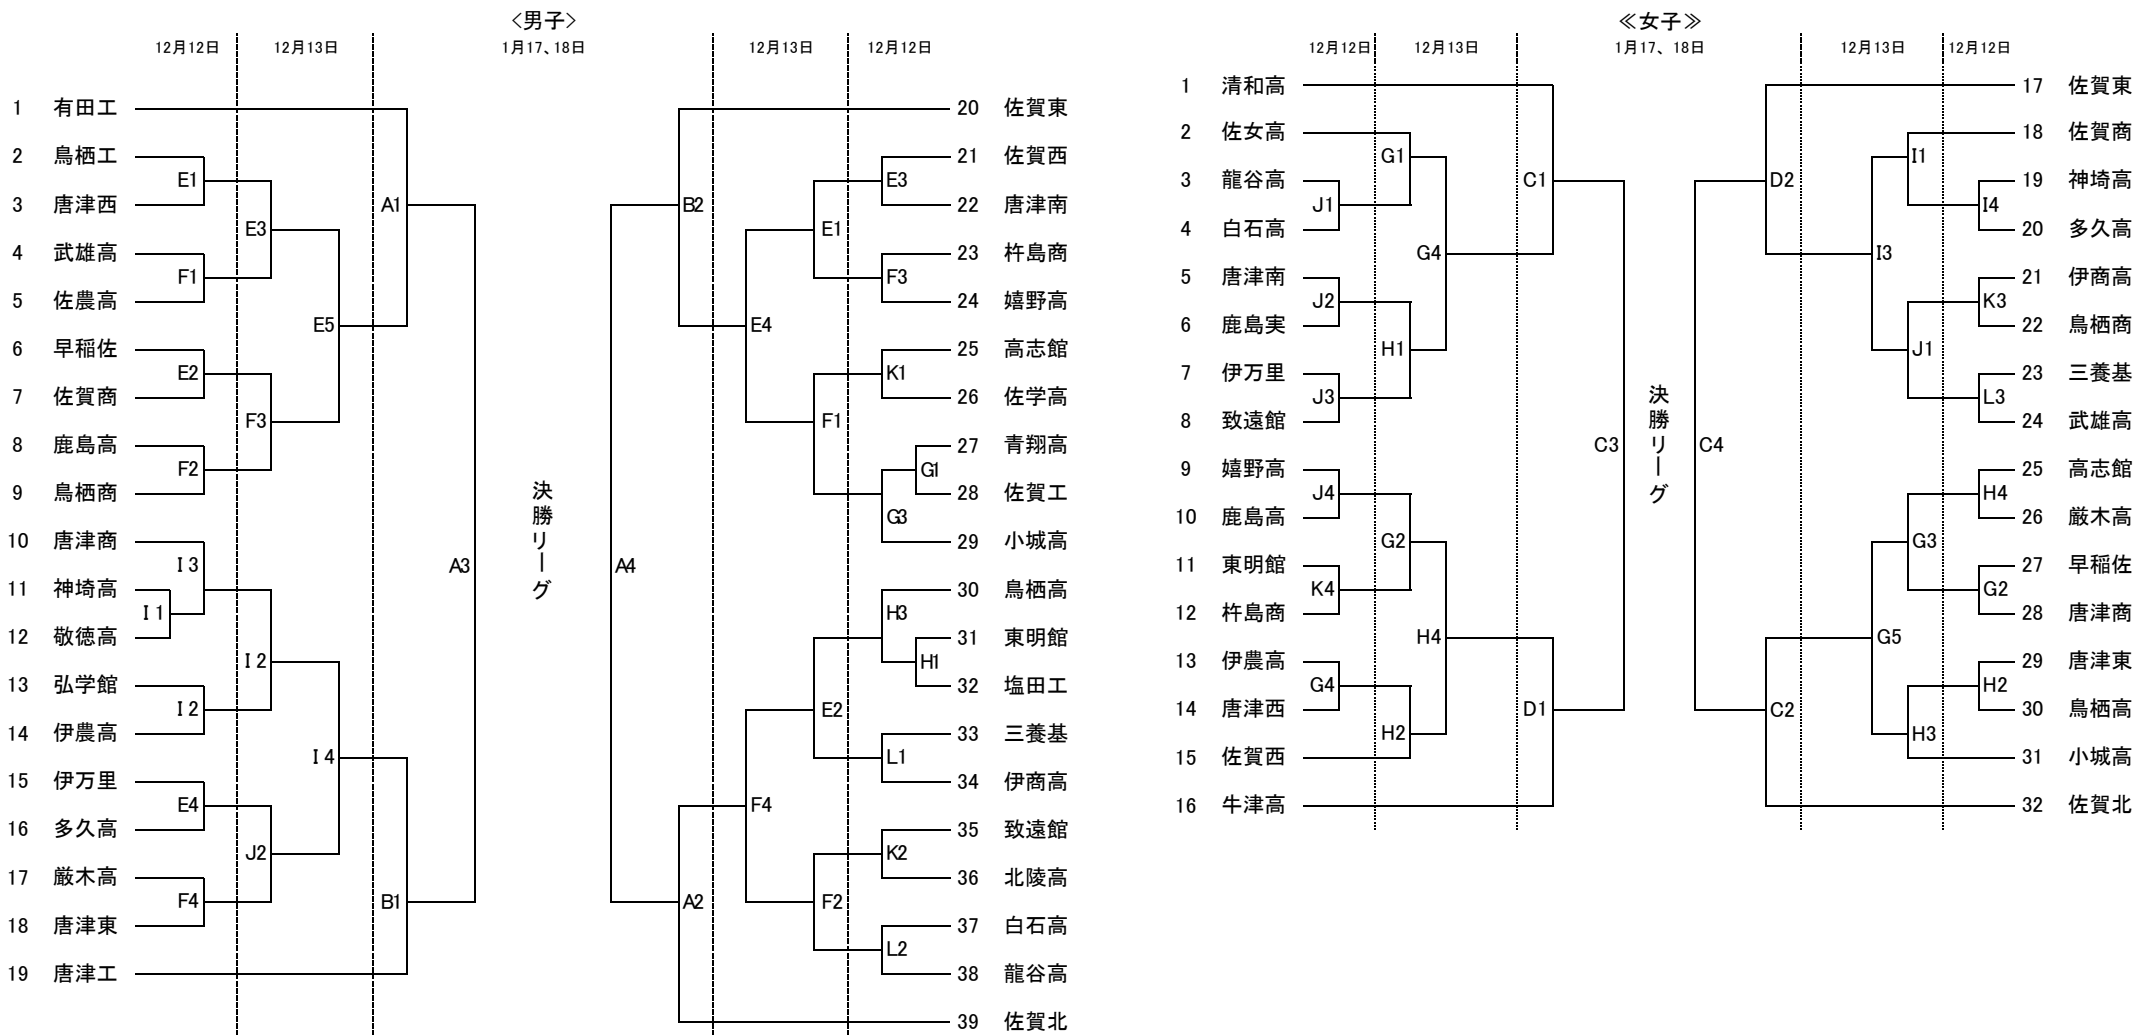 <男子>
12月12日 12月13日 1月17、18日 12月13日 12月12日
1 有田工
2 鳥栖工
3 唐津西
4 武雄高
5 佐農高
6 早稲佐
7 佐賀商
8 鹿島高
9 鳥栖商
10 唐津商
11 神埼高
12 敬徳高
13 弘学館
14 伊農高
15 伊万里
16 多久高
17 厳木高
18 唐津東
19 唐津工
E1
F1
E2
F2
I 3
I 1
I 2
E4
F4
E3
F3
I 2
J2
E5
I 4
A1
B1
A3
決勝リーグ
A4
B2
A2
E4
F4
E1
F1
E2
F2
E3
F3
K1
G1
G3
H3
H1
L1
K2
L2
20 佐賀東
21 佐賀西
22 唐津南
23 杵島商
24 嬉野高
25 高志館
26 佐学高
27 青翔高
28 佐賀工
29 小城高
30 鳥栖高
31 東明館
32 塩田工
33 三養基
34 伊商高
35 致遠館
36 北陵高
37 白石高
38 龍谷高
39 佐賀北
≪女子≫
12月12日 12月13日 1月17、18日 12月13日 12月12日
1 清和高
2 佐女高
3 龍谷高
4 白石高
5 唐津南
6 鹿島実
7 伊万里
8 致遠館
9 嬉野高
10 鹿島高
11 東明館
12 杵島商
13 伊農高
14 唐津西
15 佐賀西
16 牛津高
J1
J2
J3
J4
K4
G4
G1
H1
G2
H2
G4
H4
C1
D1
C3
決勝リーグ
C4
D2
C2
I3
G5
I1
J1
G3
H3
I4
K3
L3
H4
G2
H2
17 佐賀東
18 佐賀商
19 神埼高
20 多久高
21 伊商高
22 鳥栖商
23 三養基
24 武雄高
25 高志館
26 厳木高
27 早稲佐
28 唐津商
29 唐津東
30 鳥栖高
31 小城高
32 佐賀北